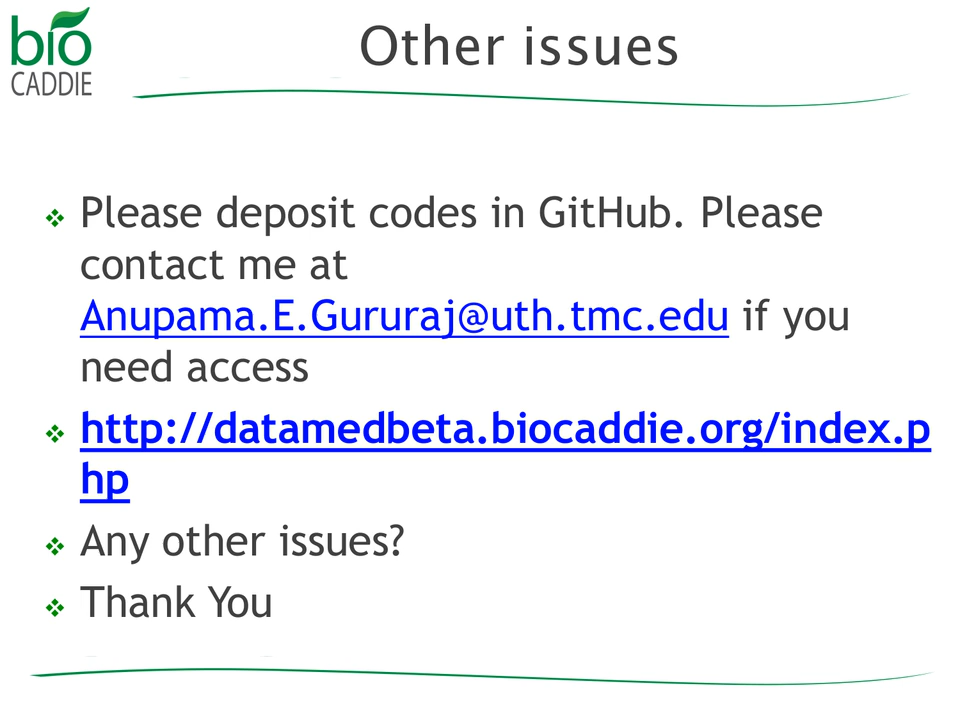 bio
CADDIE
Other issues
❖ Please deposit codes in GitHub. Please
contact me at
Anupama.E.Gururaj@uth.tmc.edu if you
need access
❖ http://datamedbeta.biocaddie.org/index.p
hp
❖ Any other issues?
❖ Thank You